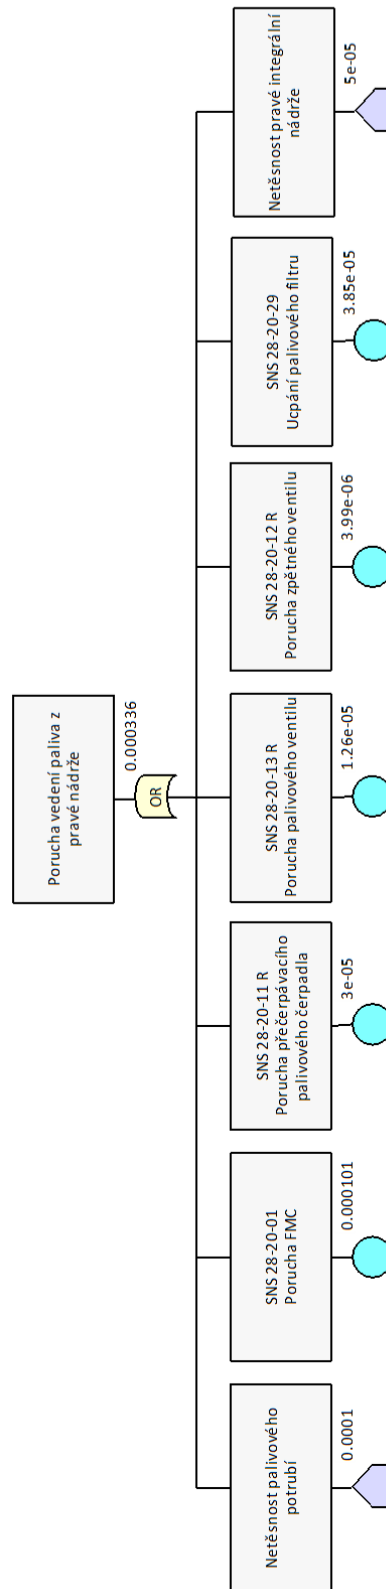 Porucha vedení paliva z
pravé nádrže
0.000336
OR
Netěsnost palivového
potrubí
0.0001
SNS 28-20-01
Porucha FMC
0.000101
SNS 28-20-11 R
Porucha přečerpávacího
palivového čerpadla
3e-05
SNS 28-20-13 R
Porucha palivového ventilu
1.26e-05
SNS 28-20-12 R
Porucha zpětného ventilu
3.99e-06
SNS 28-20-29
Ucpání palivového filtru
3.85e-05
Netěsnost pravé integrální
nádrže
5e-05